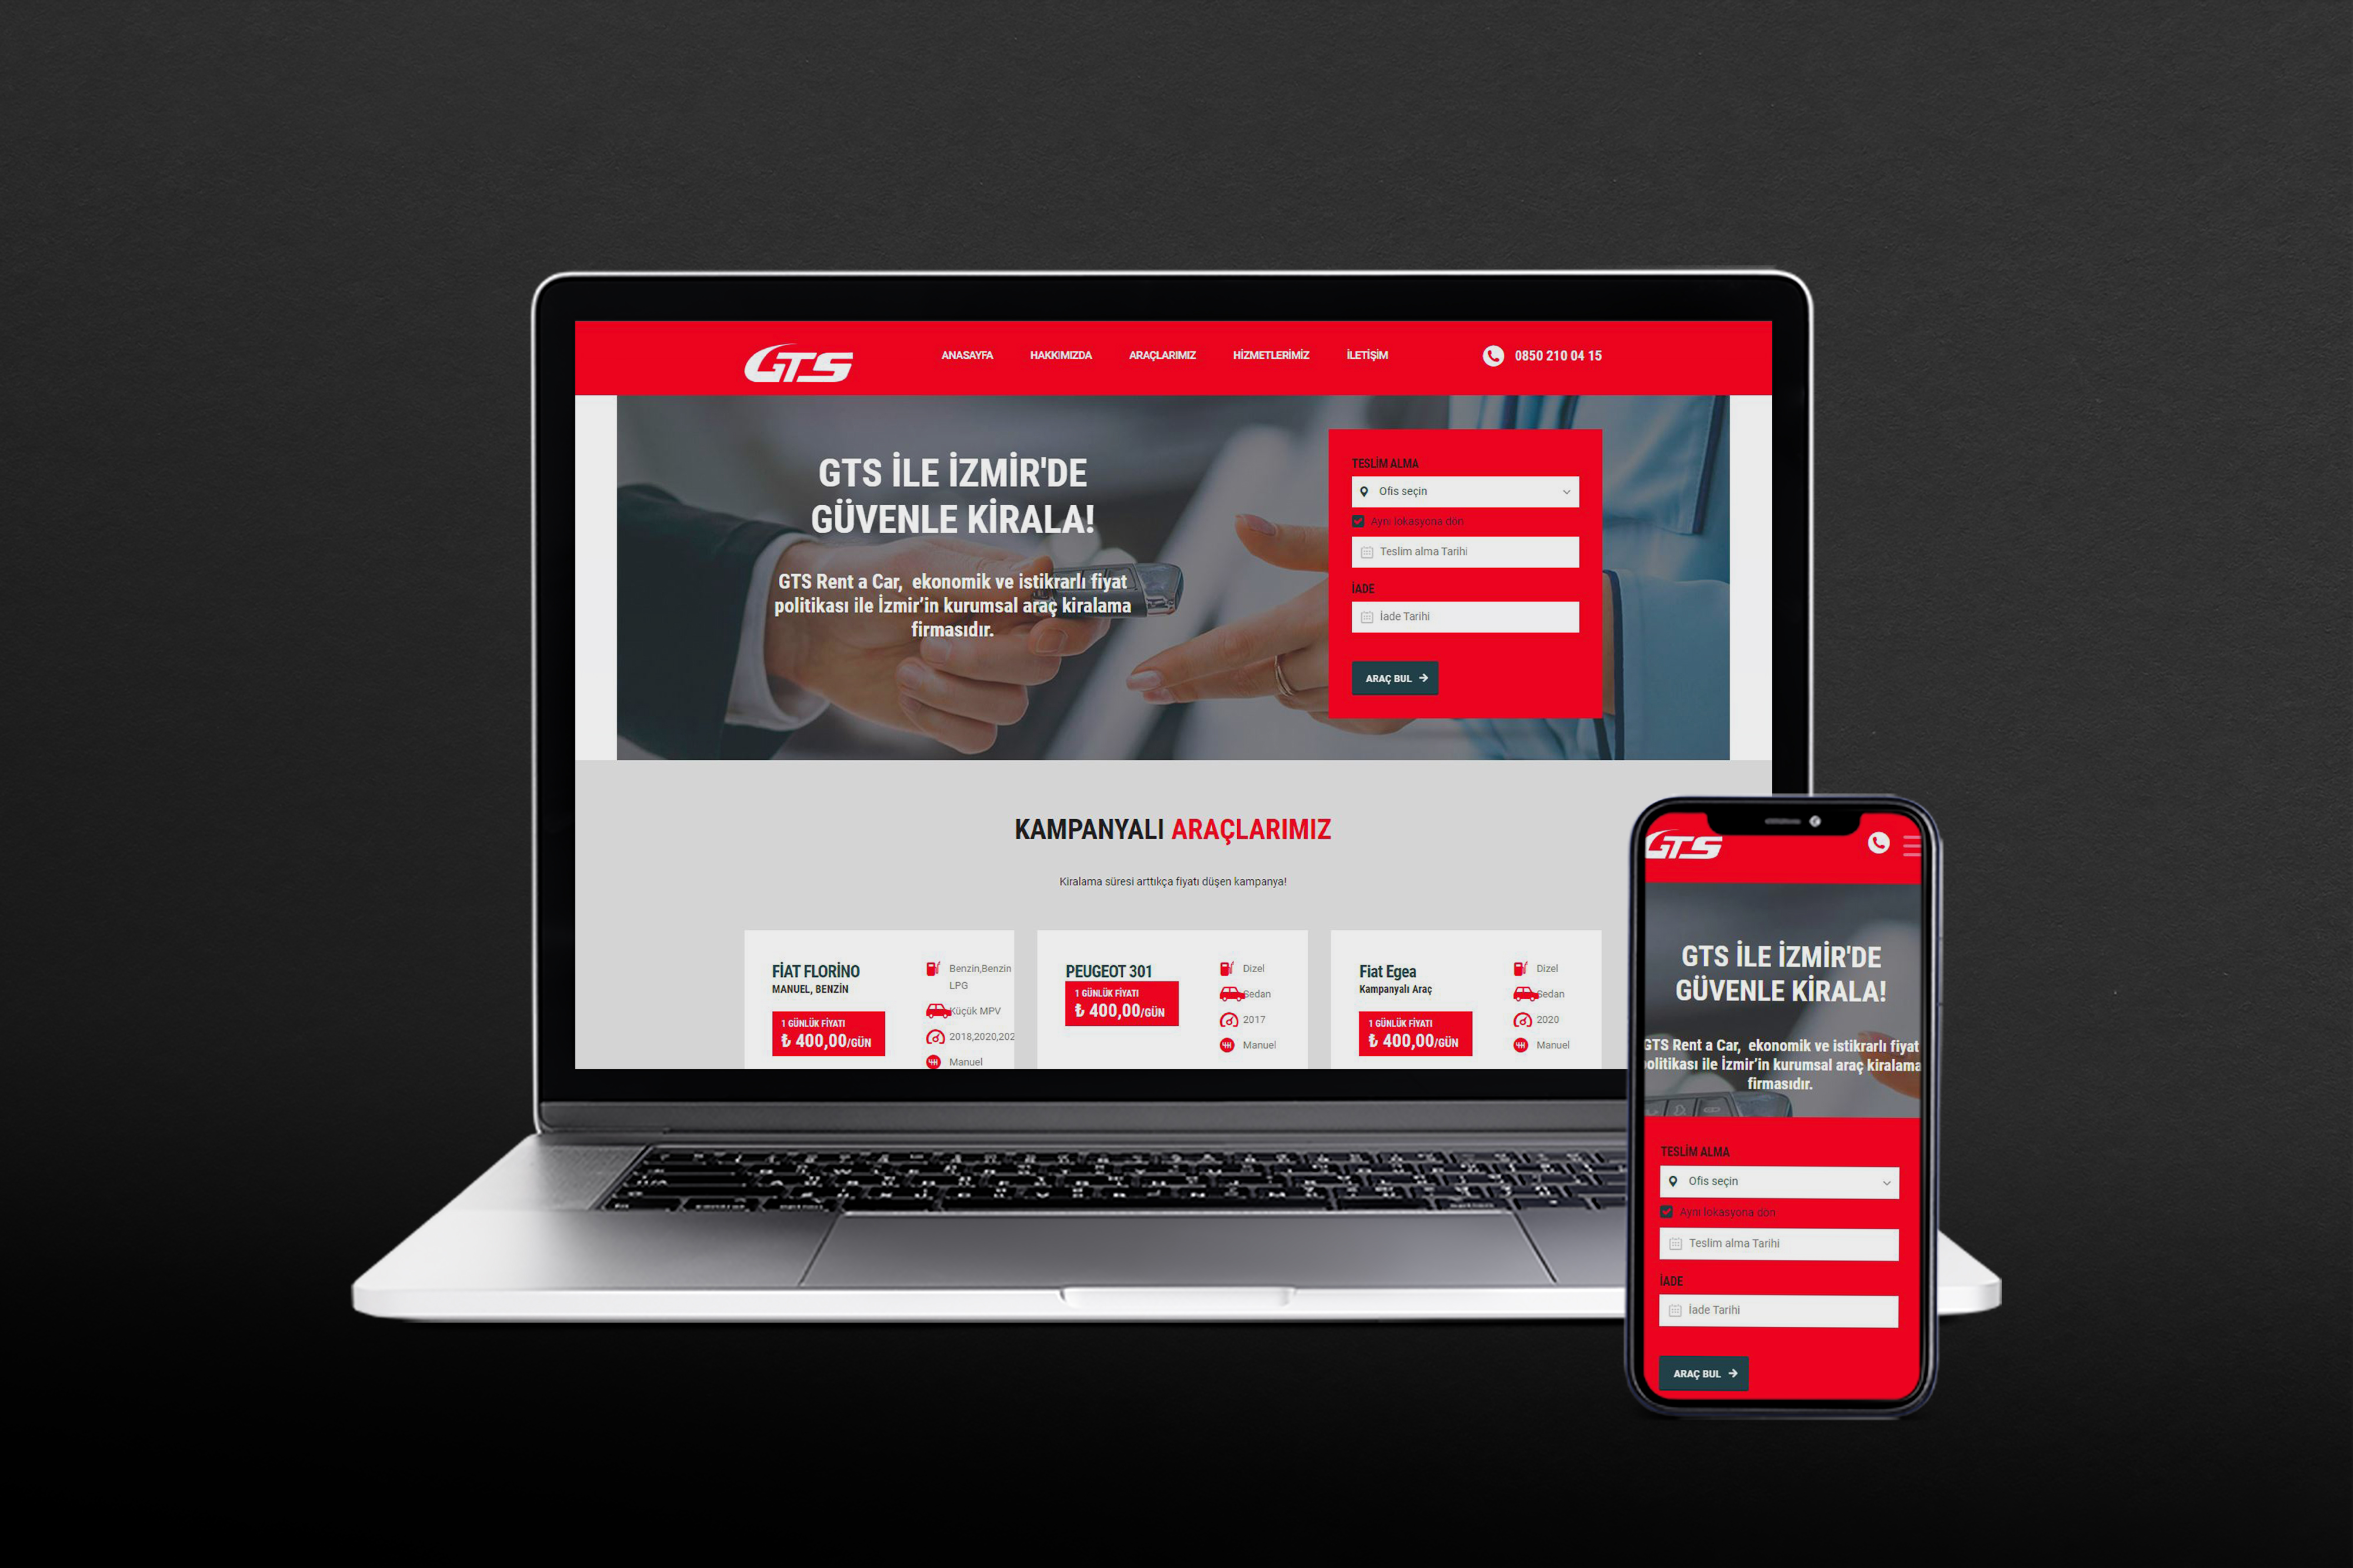 GTS
ANASAYFA HAKKIMIZDA ARAÇLARIMIZ HİZMETLERİMİZ İLETİŞİM 0850 210 04 15
GTS İLE İZMİR'DE
GÜVENLE KİRALA!
GTS Rent a Car, ekonomik ve istikrarlı fiyat
politikası ile İzmir'in kurumsal araç kiralama
firmasıdır.
TESLİM ALMA
Ofis seçin
Aynı lokasyona dön
Teslim alma Tarihi
İADE
İade Tarihi
ARAÇ BUL
KAMPANYALI ARAÇLARIMIZ
Kiralama süresi arttıkça fiyatı düşen kampanya!
FİAT FLORİNO
MANUEL, BENZİN
1 GÜNLÜK FİYATI
₺ 400,00/GÜN
Benzin,Benzin
LPG
Küçük MPV
2018,2020,202
Manuel
PEUGEOT 301
1 GÜNLÜK FİYATI
₺ 400,00/GÜN
Dizel
Sedan
2017
Manuel
Fiat Egea
Kampanyalı Araç
1 GÜNLÜK FİYATI
₺ 400,00/GÜN
Dizel
Sedan
2020
Manuel
GTS
GTS İLE İZMİR'DE
GÜVENLE KİRALA!
GTS Rent a Car, ekonomik ve istikrarlı fiyat
olitikası ile İzmir'in kurumsal araç kiralama
firmasıdır.
TESLİM ALMA
Ofis seçin
Aynı lokasyona dön
Teslim alma Tarihi
İADE
İade Tarihi
ARAÇ BUL